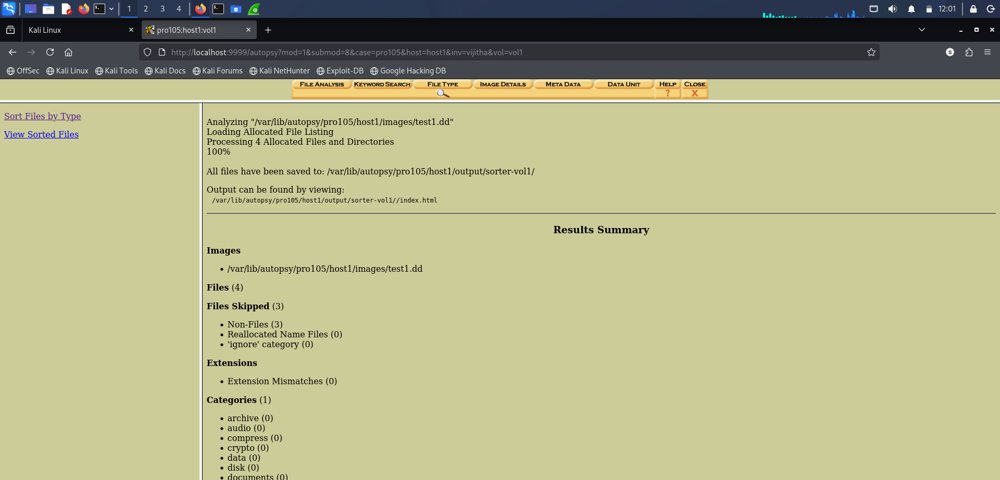 1 2 3 4
12:01
Kali Linux
pro105:host1:vol1
http://localhost:9999/autopsy?mod=1&submod=8&case=pro105&host=host1&inv=vijitha&vol=vol1
S
OffSec Kali Linux Kali Tools Kali Docs Kali Forums Kali NetHunter Exploit-DB Google Hacking DB
FILE ANALYSIS KEYWORD SEARCH FILE TYPE IMAGE DETAILS META DATA DATA UNIT HELP CLOSE
? X
Sort Files by Type
View Sorted Files
Analyzing "/var/lib/autopsy/pro105/host1/images/test1.dd"
Loading Allocated File Listing
Processing 4 Allocated Files and Directories
100%
All files have been saved to: /var/lib/autopsy/pro105/host1/output/sorter-vol1/
Output can be found by viewing:
/var/lib/autopsy/pro105/host1/output/sorter-vol1//index.html
Results Summary
Images
• /var/lib/autopsy/pro105/host1/images/test1.dd
Files (4)
Files Skipped (3)
• Non-Files (3)
• Reallocated Name Files (0)
• 'ignore' category (0)
Extensions
• Extension Mismatches (0)
Categories (1)
• archive (0)
• audio (0)
• compress (0)
• crypto (0)
• data (0)
• disk (0)
• documents (0)